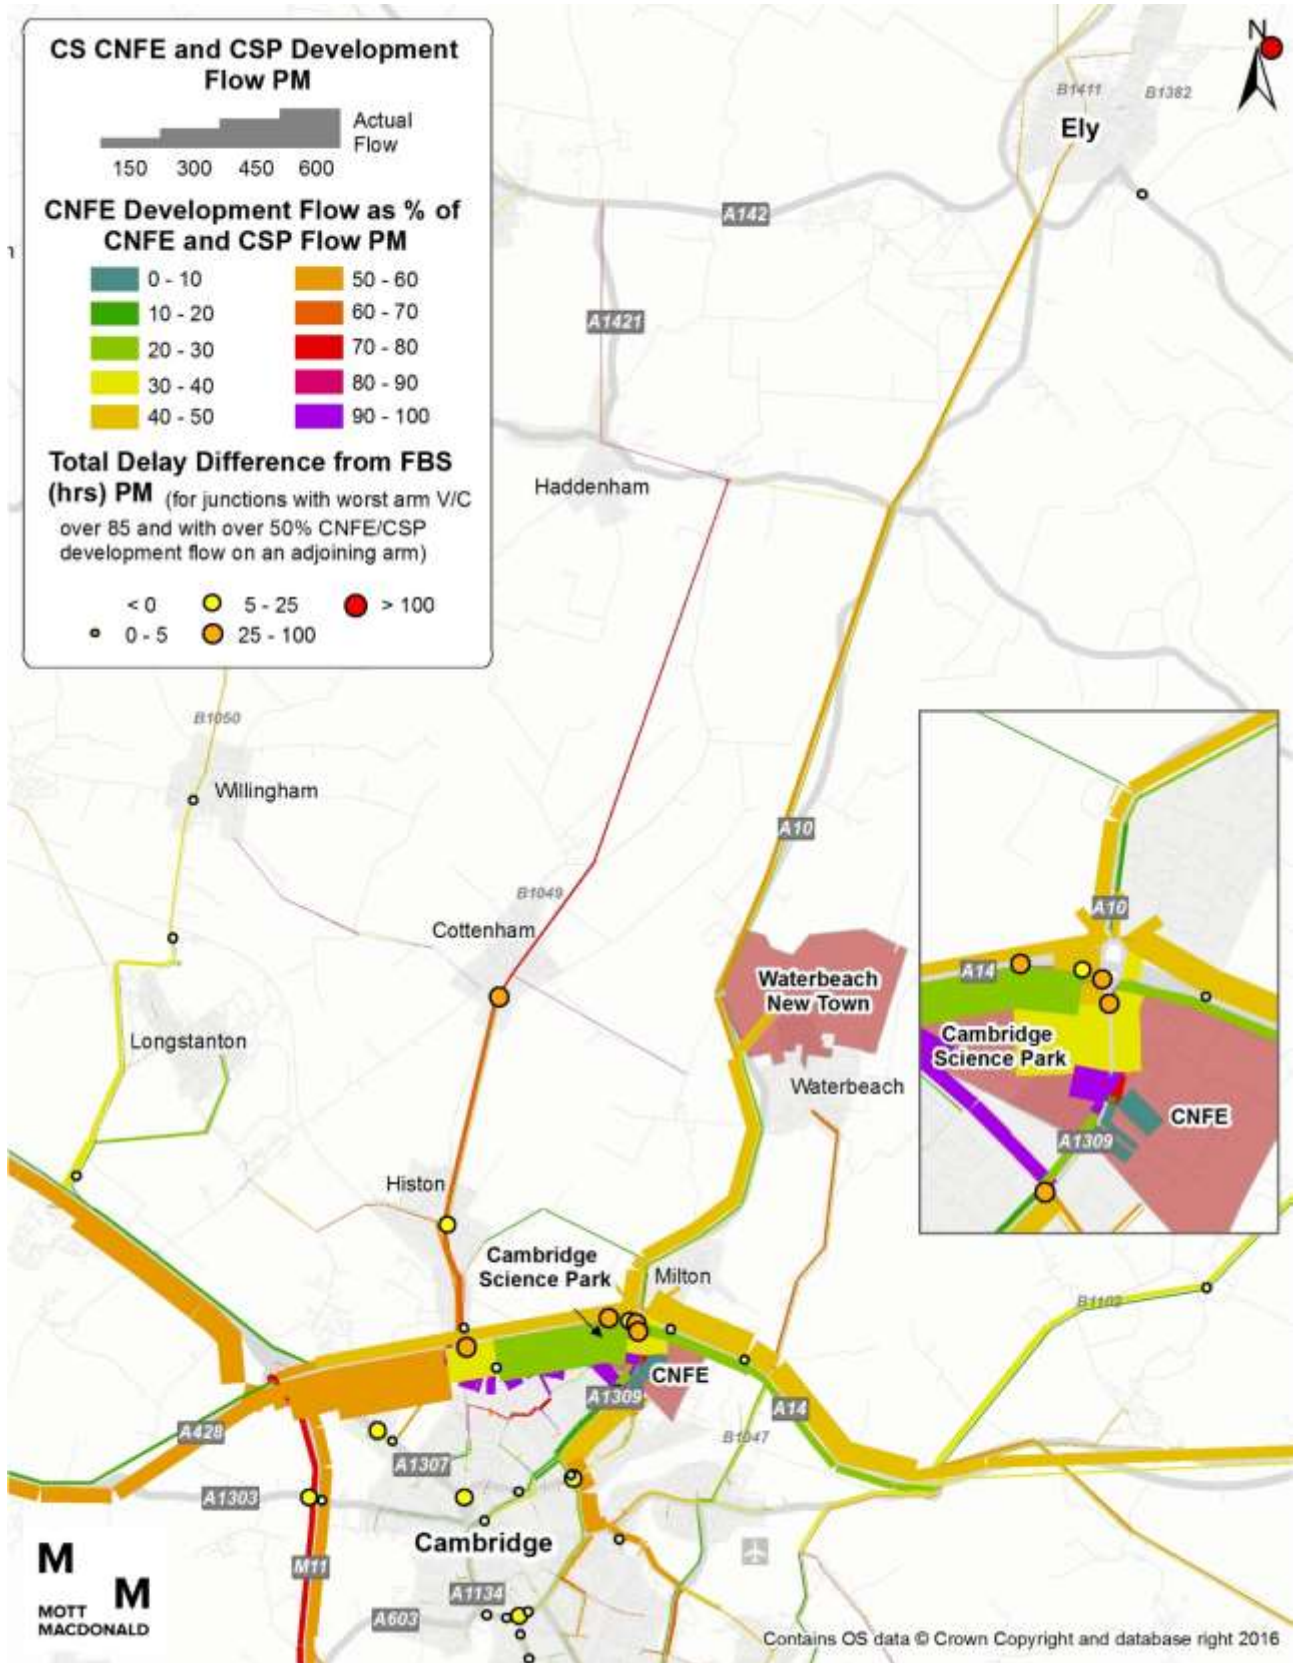 CS CNFE and CSP Development
Flow PM
Actual
Flow
150 300 450 600
CNFE Development Flow as % of
CNFE and CSP Flow PM
0 - 10 50 - 60
10 - 20 60 - 70
20 - 30 70 - 80
30 - 40 80 - 90
40 - 50 90 - 100
Total Delay Difference from FBS
(hrs) PM (for junctions with worst arm V/C
over 85 and with over 50% CNFE/CSP
development flow on an adjoining arm)
< 0 5 - 25 > 100
0 - 5 25 - 100
N
B1411 B1382
Ely
A142
A1421
Haddenham
B1050
Willingham
A10
B1049
Cottenham
Waterbeach
New Town
Longstanton
Waterbeach
Histon
Cambridge
Science Park
Milton
B1102
CNFE
A1309
A14
A428
B1047
A1307
A1303
Cambridge
M11
A1134
A603
A10
A14
Cambridge
Science Park
CNFE
A1309
M
M
MOTT
MACDONALD
Contains OS data © Crown Copyright and database right 2016